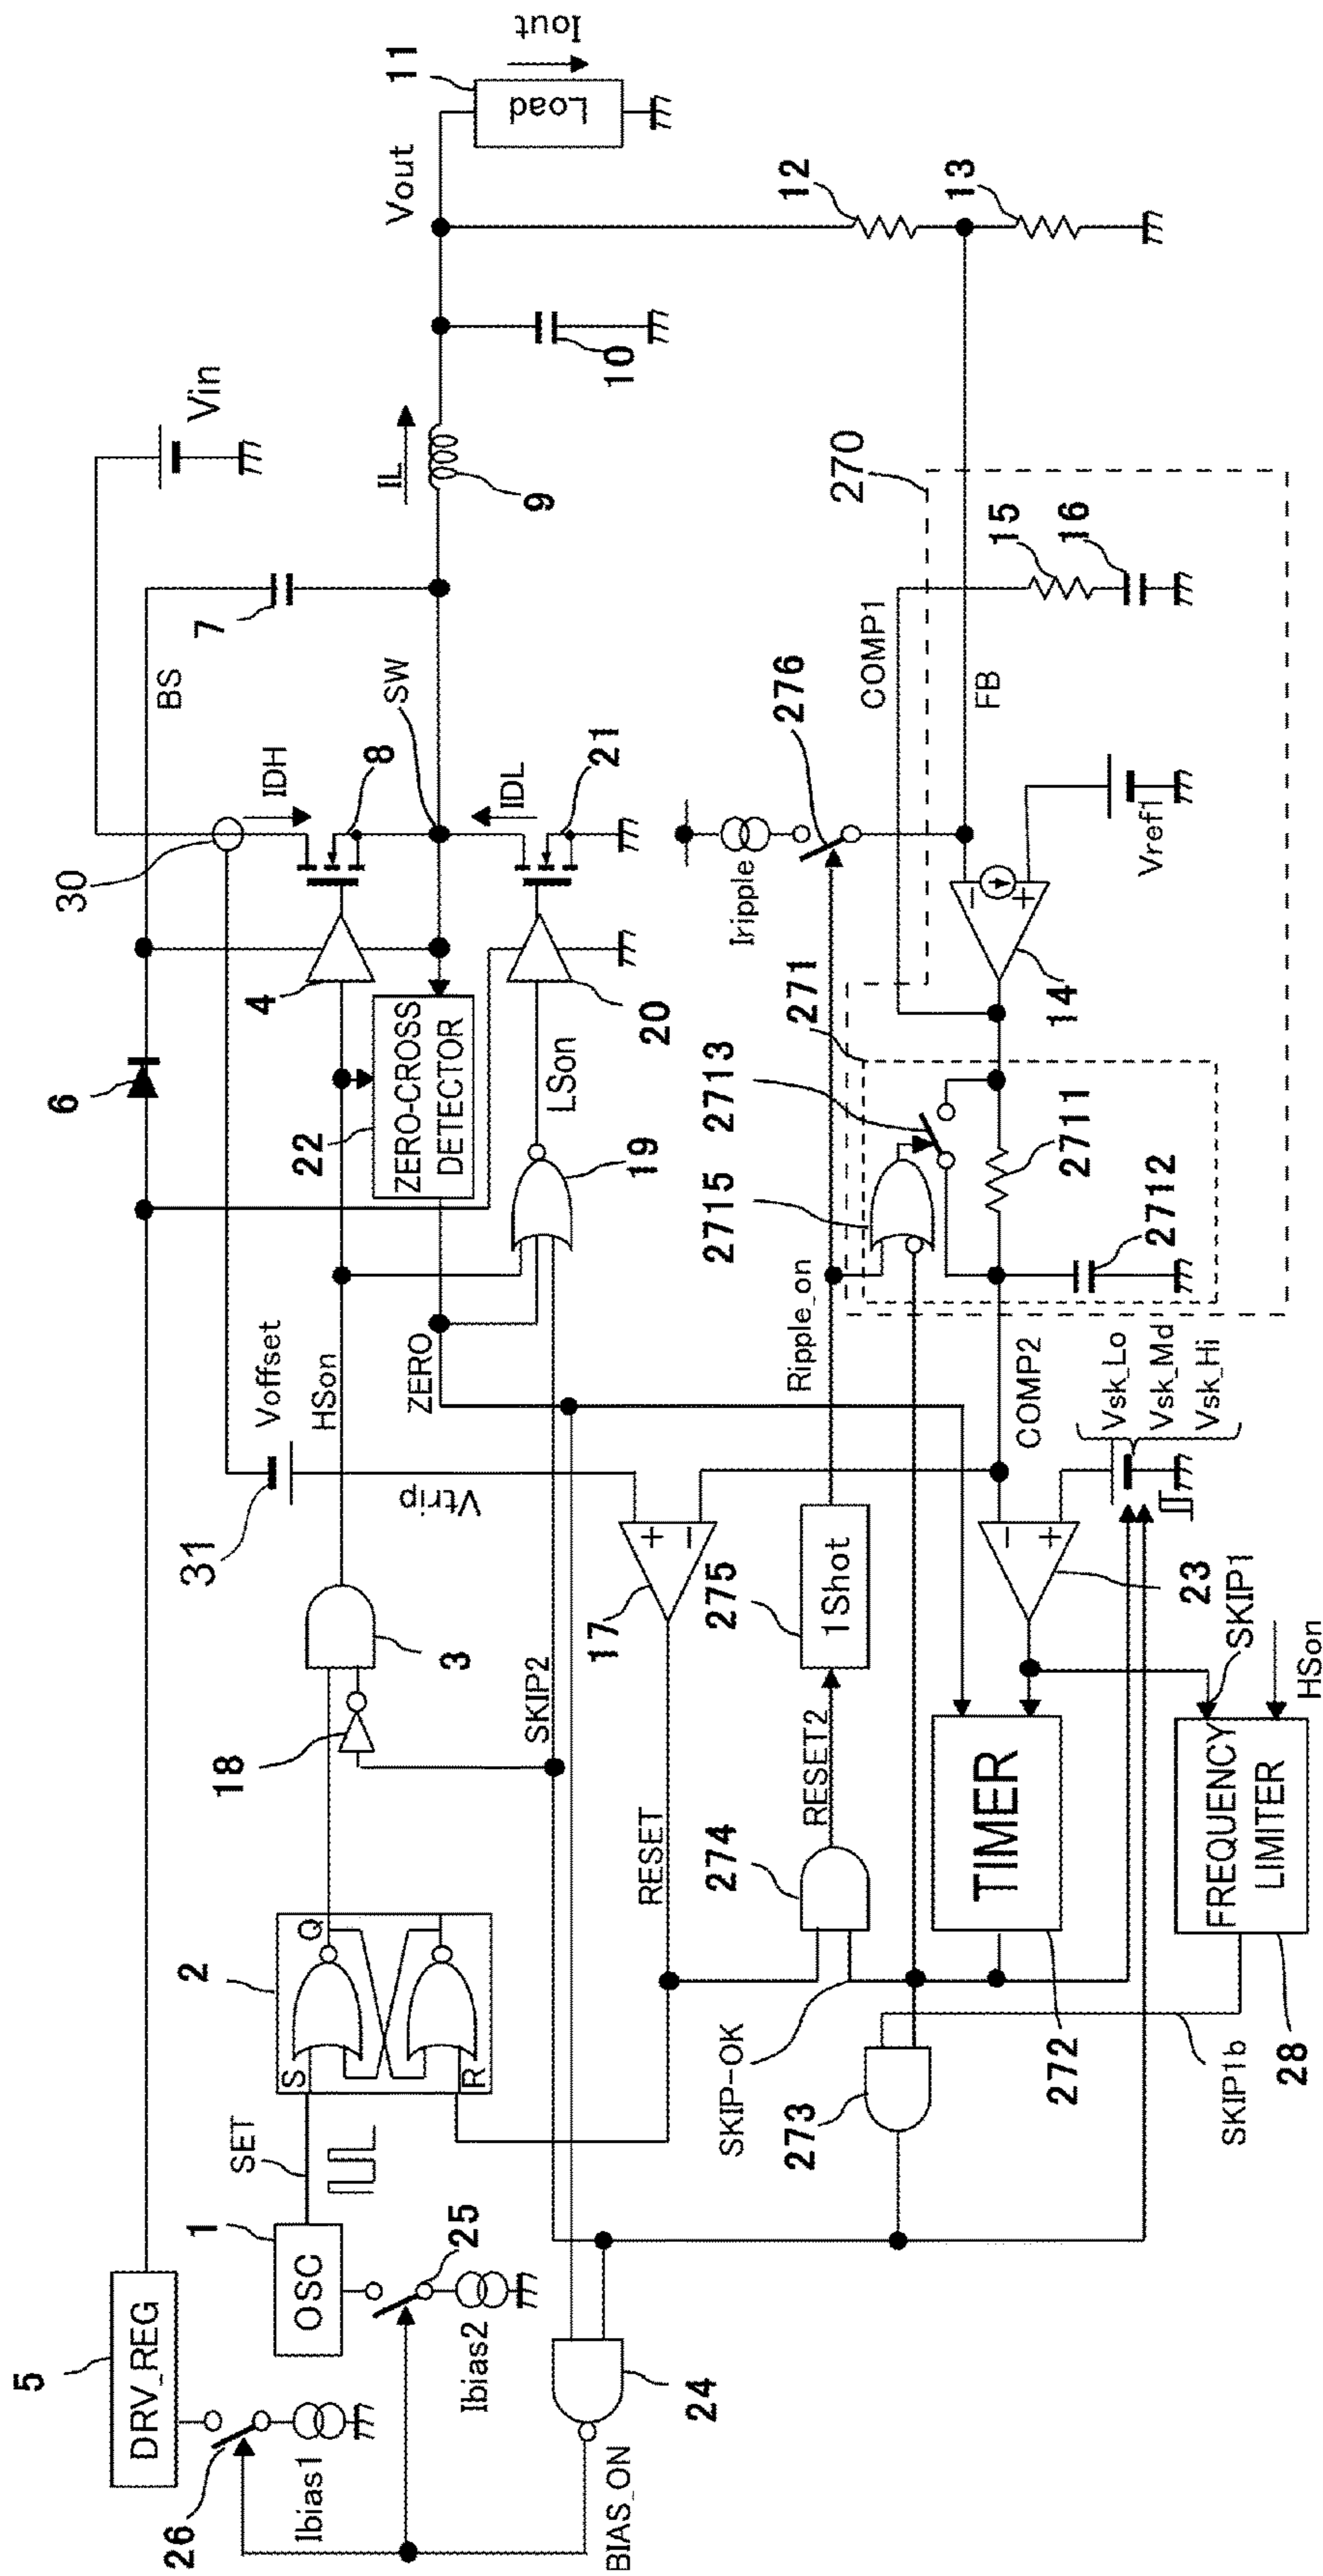 5
DRV_REG
26
Ibias1
1
OSC
SET
25
Ibias2
24
BIAS_ON
2
S
Q
R
18
3
SKIP2
RESET
17
Vtrip
31
Voffset
HSon
ZERO
6
BS
4
22
ZERO-CROSS
DETECTOR
LSon
19
20
30
IDH
8
SW
IDL
21
7
Vin
IL
9
10
Vout
11
Load
Iout
12
13
SKIP-OK
273
274
RESET2
275
1Shot
Ripple_on
Iripple
276
270
271
2713
2715
2711
2712
COMP1
FB
15
16
14
Vref1
COMP2
Vsk_Lo
Vsk_Md
Vsk_Hi
23
TIMER
272
SKIP1
HSon
FREQUENCY
LIMITER
28
SKIP1b